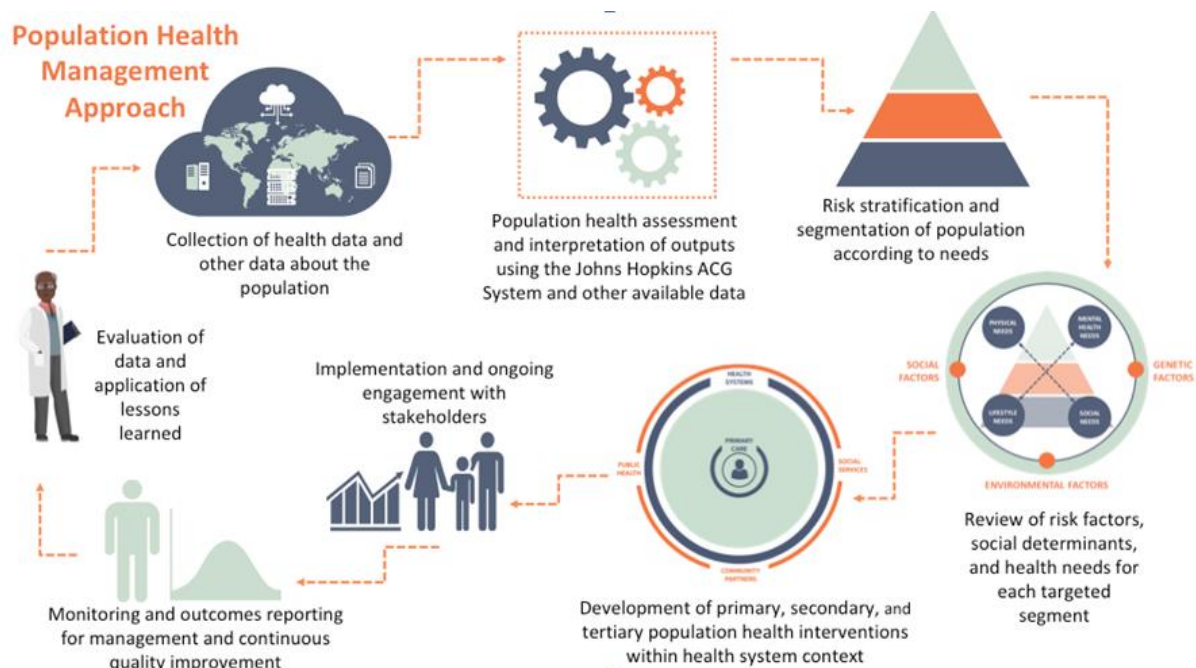 Population Health
Management
Approach
Collection of health data and
other data about the
population
Population health assessment
and interpretation of outputs
using the Johns Hopkins ACG
System and other available data
Risk stratification and
segmentation of population
according to needs
PHYSICAL
NEEDS
MENTAL
HEALTH
NEEDS
SOCIAL
FACTORS
GENETIC
FACTORS
LIFESTYLE
NEEDS
SOCIAL
NEEDS
ENVIRONMENTAL FACTORS
Review of risk factors,
social determinants,
and health needs for
each targeted
segment
HEALTH
SYSTEMS
PRIMARY
CARE
PUBLIC
HEALTH
SOCIAL
SERVICES
COMMUNITY
PARTNERS
Development of primary, secondary, and
tertiary population health interventions
within health system context
Implementation and ongoing
engagement with
stakeholders
Monitoring and outcomes reporting
for management and continuous
quality improvement
Evaluation of
data and
application of
lessons
learned